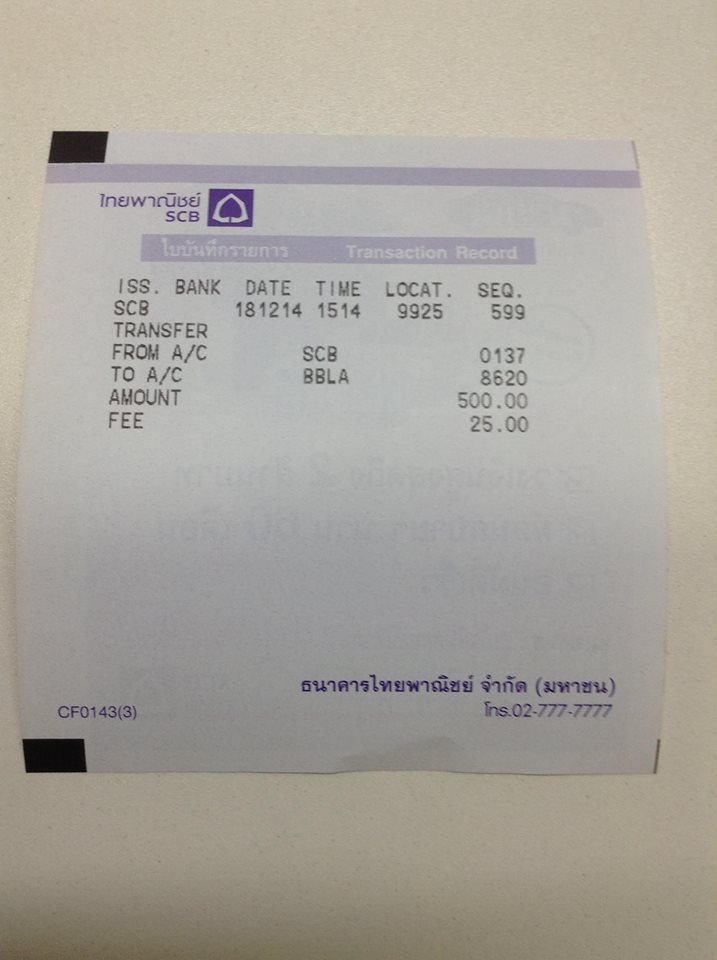 ไทยพาณิชย์
SCB
ใบบันทึกรายการ Transaction Record
ISS. BANK DATE TIME LOCAT. SEQ.
SCB 181214 1514 9925 599
TRANSFER
FROM A/C SCB 0137
TO A/C BBLA 8620
AMOUNT 500.00
FEE 25.00
ธนาคารไทยพาณิชย์ จำกัด (มหาชน)
CF0143(3) โทร.02-777-7777